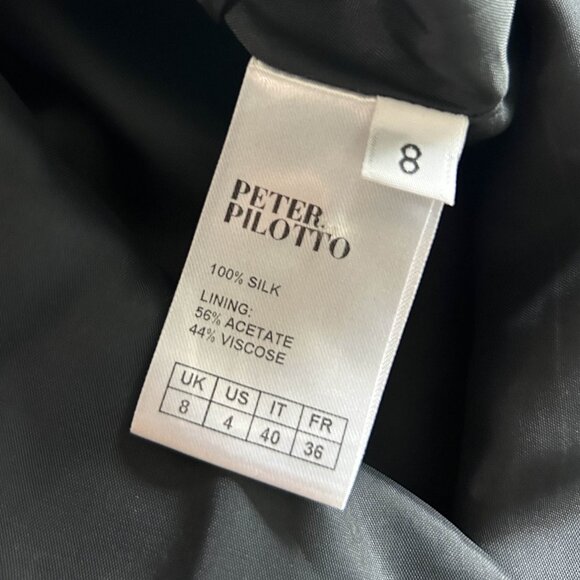 8
PETER
PILOTTO
100% SILK
LINING:
56% ACETATE
44% VISCOSE
UK US IT FR
8 4 40 36